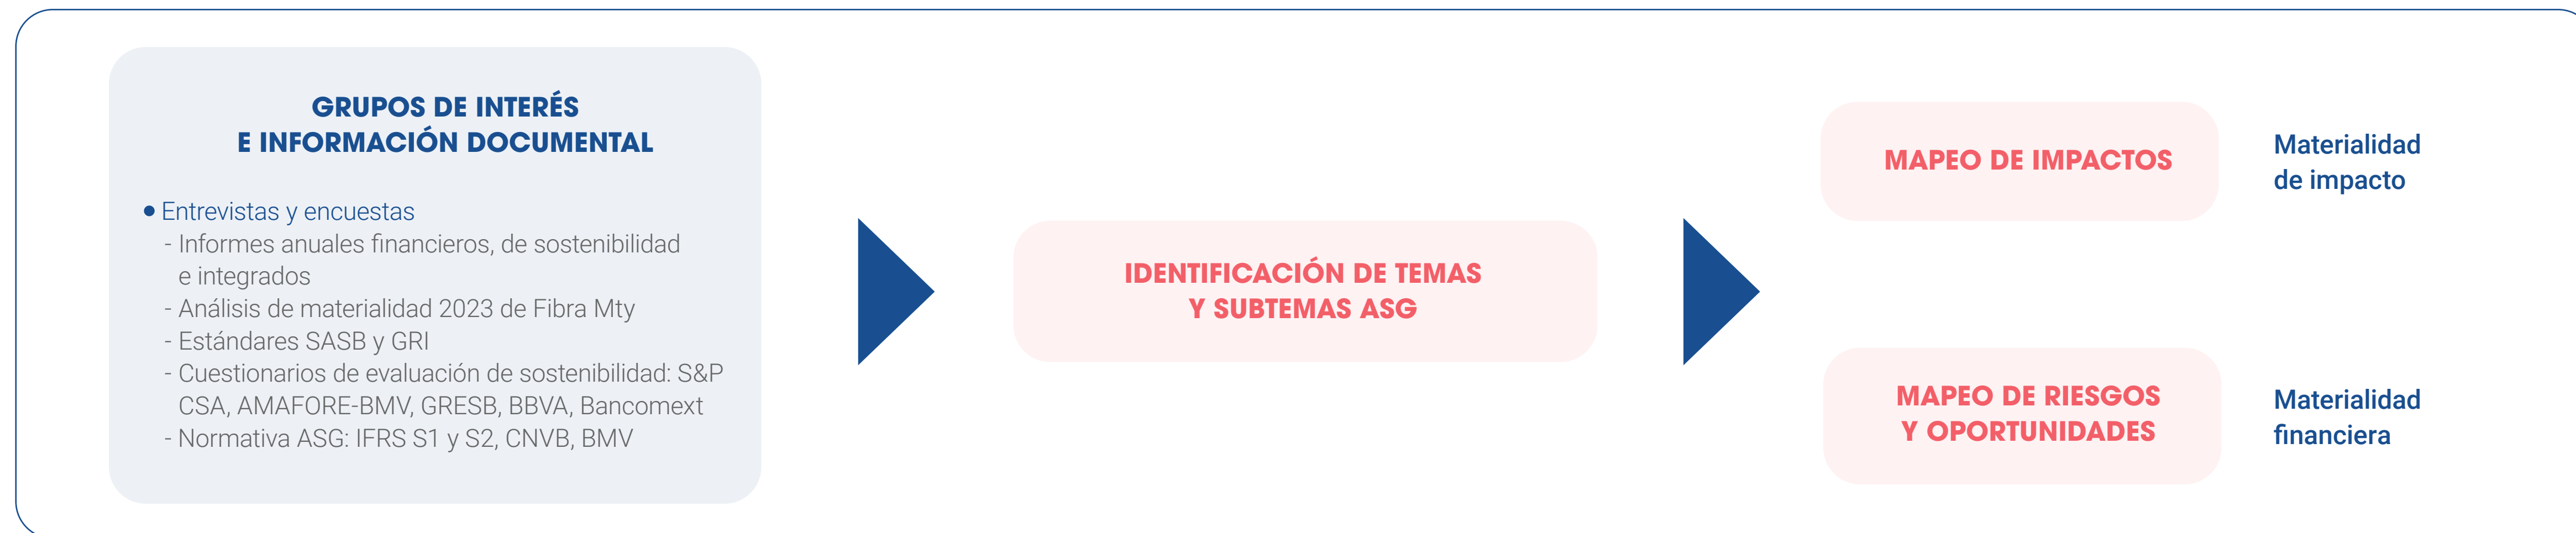 GRUPOS DE INTERÉS
E INFORMACIÓN DOCUMENTAL
• Entrevistas y encuestas
- Informes anuales financieros, de sostenibilidad
e integrados
- Análisis de materialidad 2023 de Fibra Mty
- Estándares SASB y GRI
- Cuestionarios de evaluación de sostenibilidad: S&P
CSA, AMAFORE-BMV, GRESB, BBVA, Bancomext
- Normativa ASG: IFRS S1 y S2, CNVB, BMV
IDENTIFICACIÓN DE TEMAS
Y SUBTEMAS ASG
MAPEO DE IMPACTOS
Materialidad
de impacto
MAPEO DE RIESGOS
Y OPORTUNIDADES
Materialidad
financiera